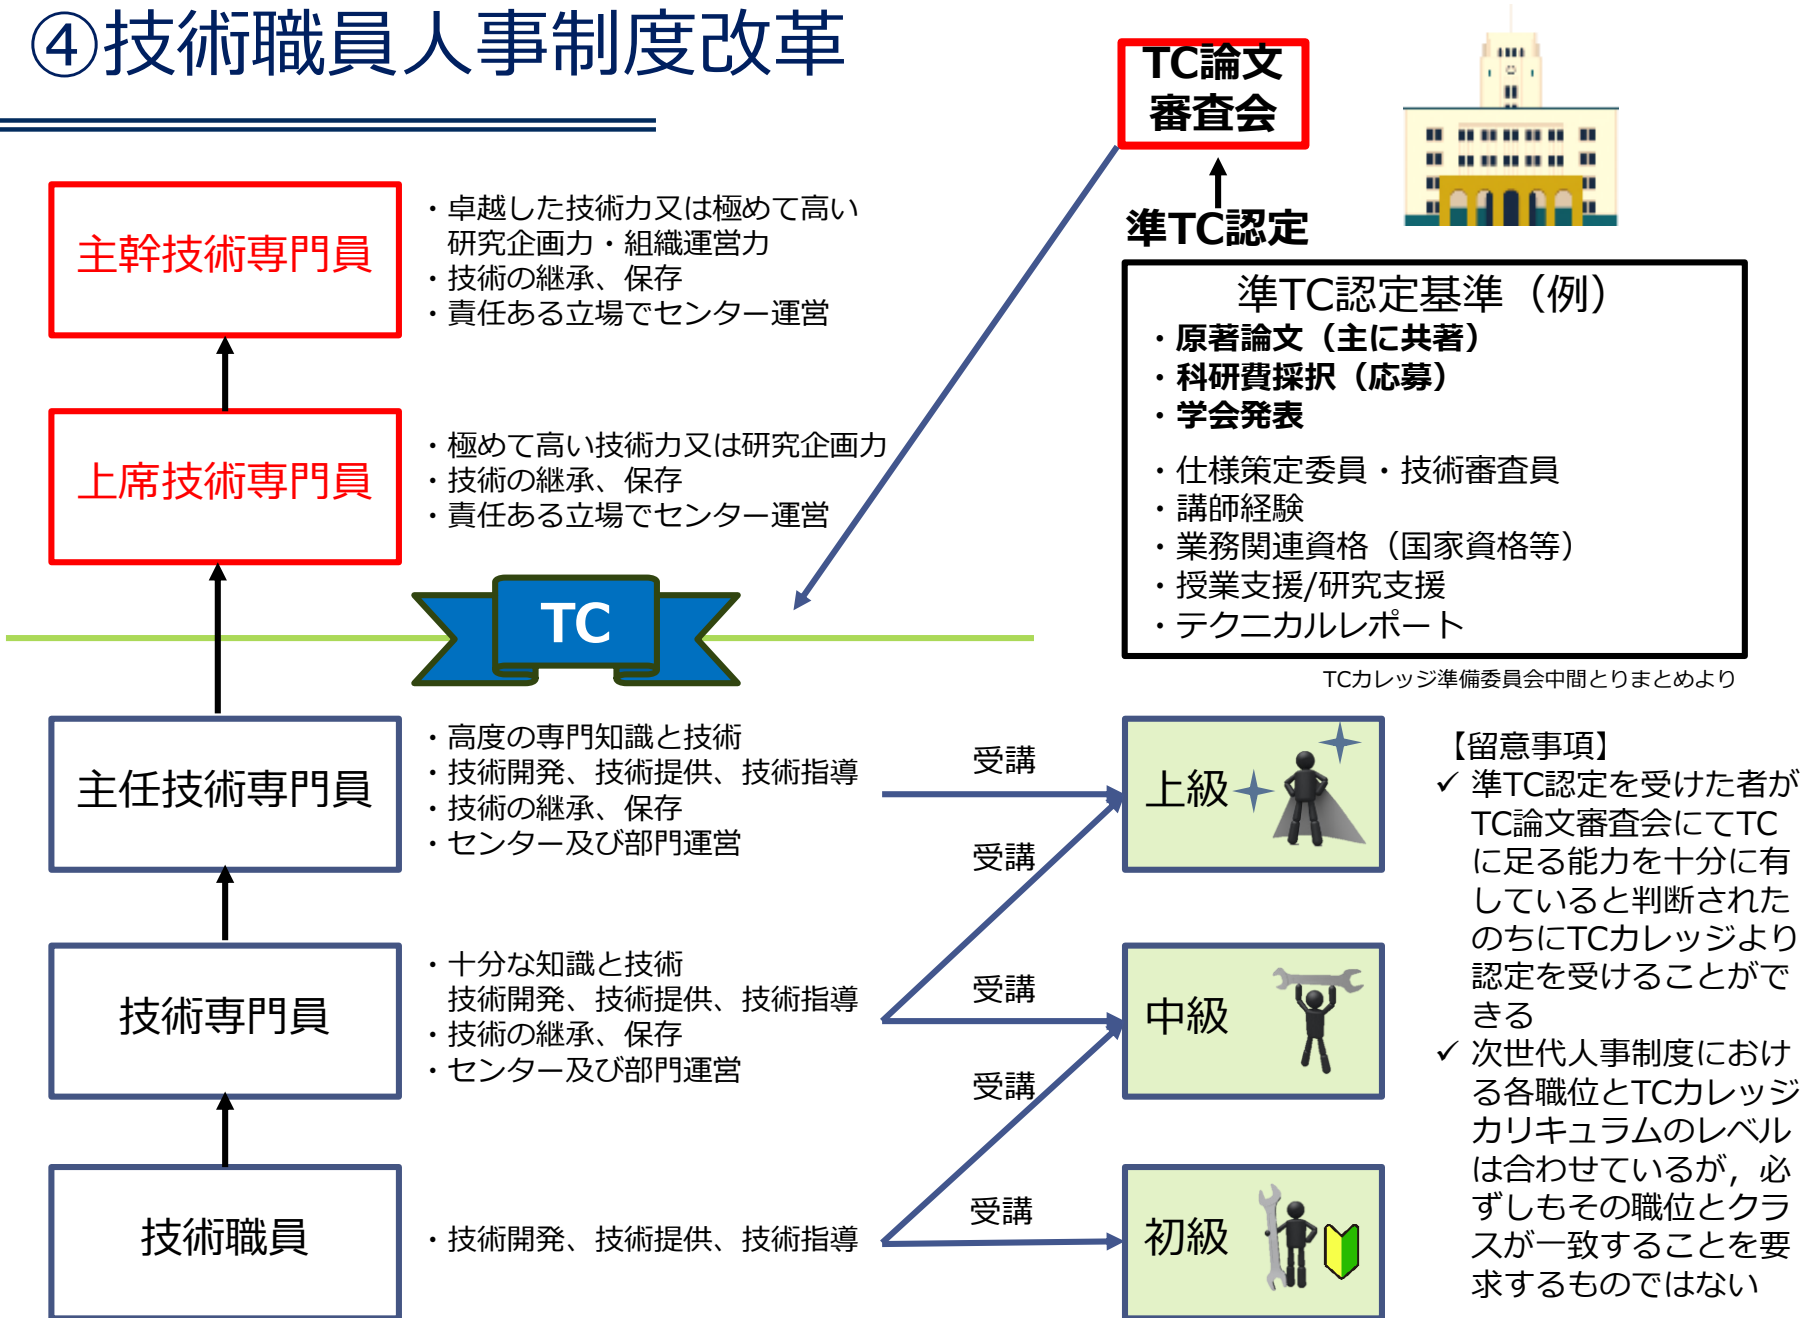 ④技術職員人事制度改革
TC論文
審査会
準TC認定
準TC認定基準（例）
・原著論文（主に共著）
・科研費採択（応募）
・学会発表
・仕様策定委員・技術審査員
・講師経験
・業務関連資格（国家資格等）
・授業支援/研究支援
・テクニカルレポート
TCカレッジ準備委員会中間とりまとめより
主幹技術専門員
・卓越した技術力又は極めて高い
研究企画力・組織運営力
・技術の継承、保存
・責任ある立場でセンター運営
上席技術専門員
・極めて高い技術力又は研究企画力
・技術の継承、保存
・責任ある立場でセンター運営
TC
主任技術専門員
・高度の専門知識と技術
・技術開発、技術提供、技術指導
・技術の継承、保存
・センター及び部門運営
受講
受講
上級
技術専門員
・十分な知識と技術
技術開発、技術提供、技術指導
・技術の継承、保存
・センター及び部門運営
受講
受講
中級
技術職員
・技術開発、技術提供、技術指導
受講
初級
【留意事項】
✓ 準TC認定を受けた者が
TC論文審査会にてTC
に足る能力を十分に有
していると判断された
のちにTCカレッジより
認定を受けることがで
きる
✓ 次世代人事制度におけ
る各職位とTCカレッジ
カリキュラムのレベル
は合わせているが，必
ずしもその職位とクラ
スが一致することを要
求するものではない